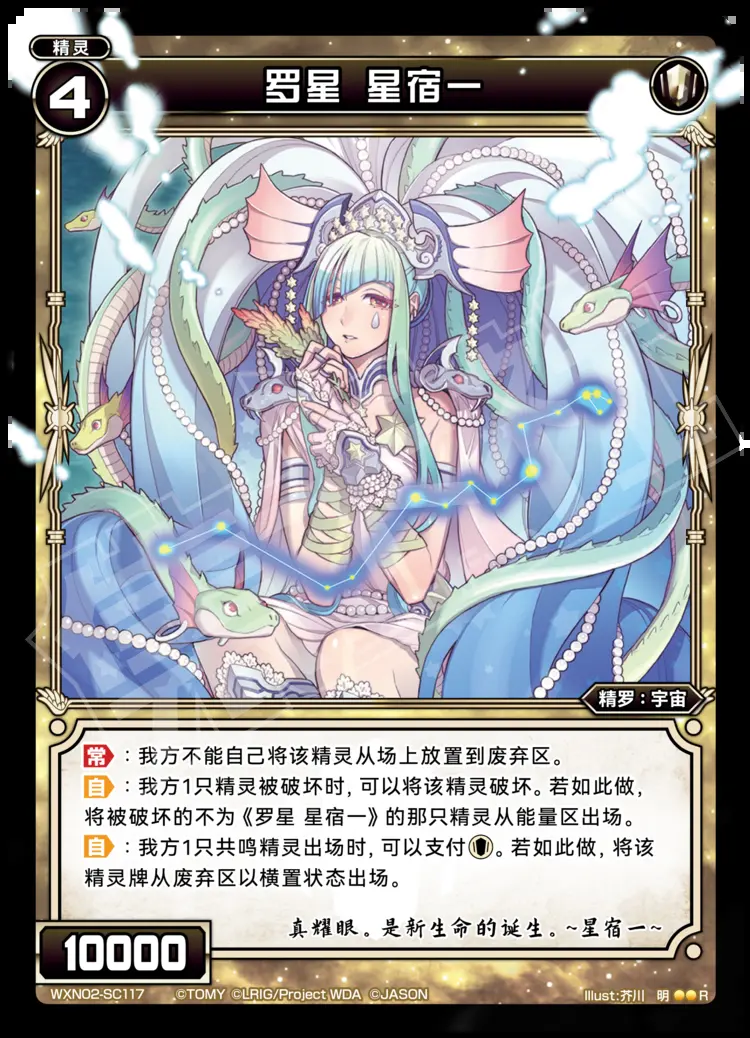 精灵
4
罗星 星宿一
精罗：宇宙
常：我方不能自己将该精灵从场上放置到废弃区。
自：我方1只精灵被破坏时，可以将该精灵破坏。若如此做，
将被破坏的不为《罗星 星宿一》的那只精灵从能量区出场。
自：我方1只共鸣精灵出场时，可以支付。若如此做，将该
精灵牌从废弃区以横置状态出场。
真耀眼。是新生命的诞生。~星宿一~
10000
WXN02-SC117 ©TOMY ©LRIG/Project WDA ©JASON Illust:芥川 明 R